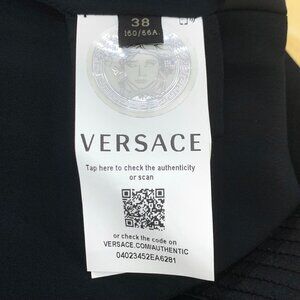 38
160/66A
VERSACE
Tap here to check the authenticity
or scan
or check the code on
VERSACE.COM/AUTHENTIC
04023452EA6281